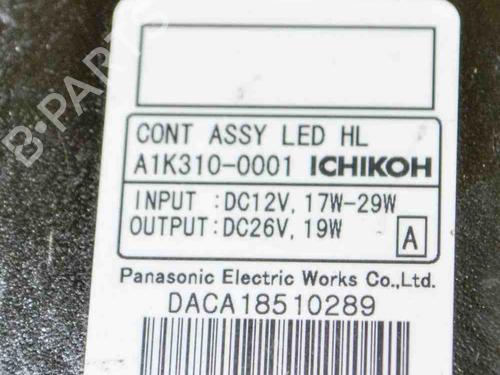 B-PARTS
CONT ASSY LED HL
A1K310-0001 ICHIKOH
INPUT :DC12V, 17W-29W
OUTPUT:DC26V, 19W
A
Panasonic Electric Works Co.,Ltd.
DACA18510289